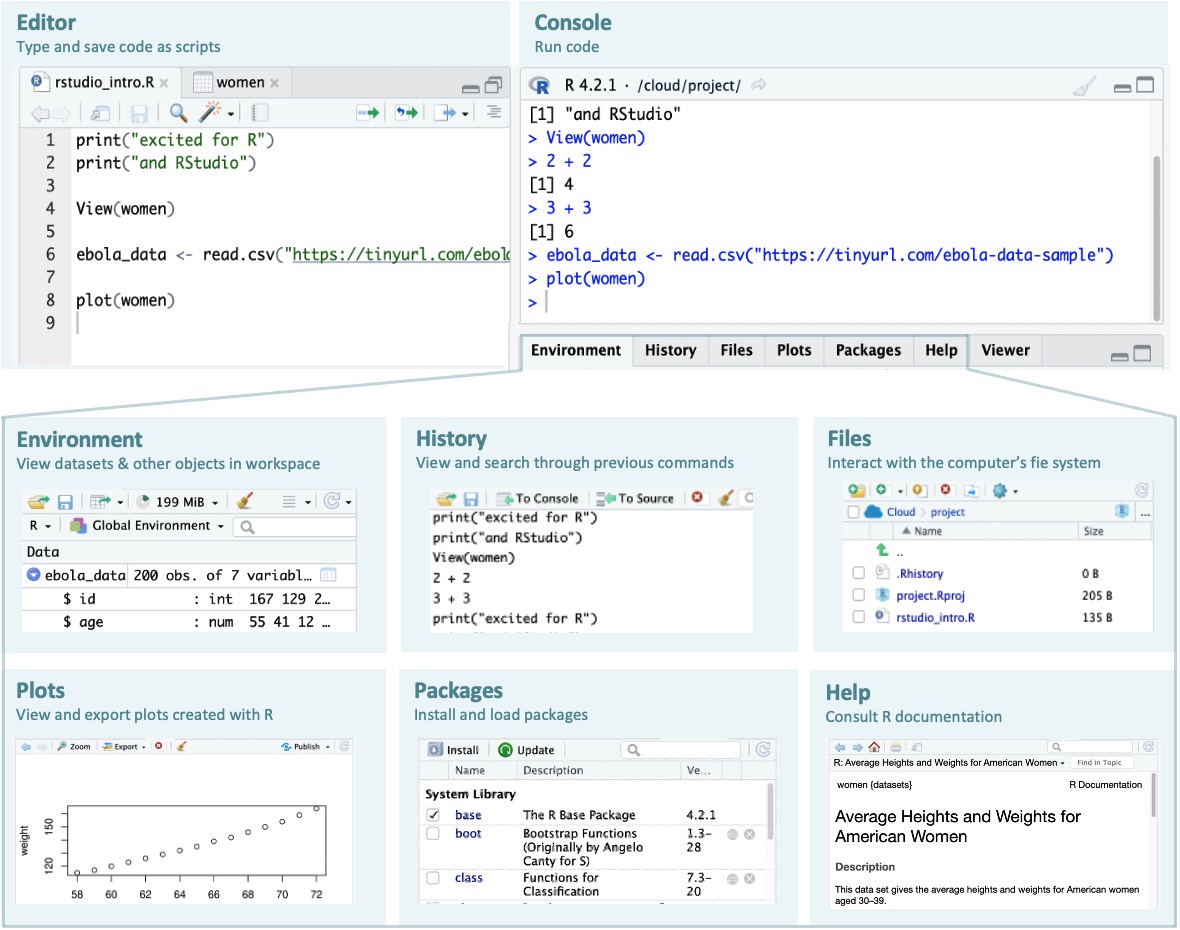 Editor
Type and save code as scripts
rstudio_intro.R
women
1 print("excited for R")
2 print("and RStudio")
3
4 View(women)
5
6 ebola_data <- read.csv("https://tinyurl.com/ebol
7
8 plot(women)
9
Console
Run code
R 4.2.1 · /cloud/project/
[1] "and RStudio"
> View(women)
> 2 + 2
[1] 4
> 3 + 3
[1] 6
> ebola_data <- read.csv("https://tinyurl.com/ebola-data-sample")
> plot(women)
>
Environment History Files Plots Packages Help Viewer
Environment
View datasets & other objects in workspace
199 MiB
R Global Environment
Data
ebola_data 200 obs. of 7 variabl…
$ id : int 167 129 2…
$ age : num 55 41 12 …
History
View and search through previous commands
To Console To Source
print("excited for R")
print("and RStudio")
View(women)
2 + 2
3 + 3
print("excited for R")
Files
Interact with the computer's fie system
Cloud project ...
Name Size
..
.Rhistory 0 B
project.Rproj 205 B
rstudio_intro.R 135 B
Plots
View and export plots created with R
Zoom Export Publish
weight
150
120
58 60 62 64 66 68 70 72
Packages
Install and load packages
Install Update
Name Description Ve...
System Library
base The R Base Package 4.2.1
boot Bootstrap Functions 1.3-
(Originally by Angelo 28
Canty for S)
class Functions for 7.3-
Classification 20
Help
Consult R documentation
R: Average Heights and Weights for American Women Find in Topic
women {datasets} R Documentation
Average Heights and Weights for
American Women
Description
This data set gives the average heights and weights for American women
aged 30–39.